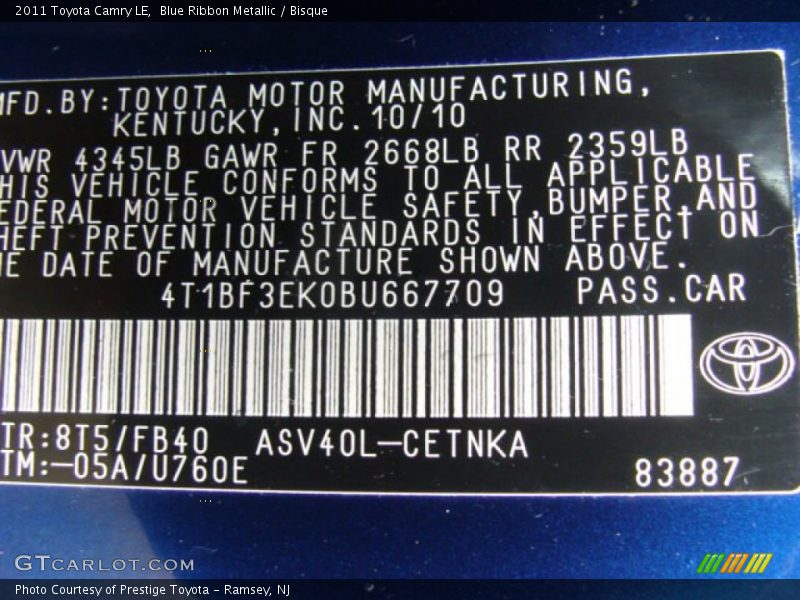 2011 Toyota Camry LE, Blue Ribbon Metallic / Bisque
MFD.BY:TOYOTA MOTOR MANUFACTURING,
KENTUCKY,INC.10/10
VWR 4345LB GAWR FR 2668LB RR 2359LB
HIS VEHICLE CONFORMS TO ALL APPLICABLE
EDERAL MOTOR VEHICLE SAFETY,BUMPER,AND
HEFT PREVENTION STANDARDS IN EFFECT ON
HE DATE OF MANUFACTURE SHOWN ABOVE.
4T1BF3EK0BU667709 PASS.CAR
TR:8T5/FB40 ASV40L-CETNKA
TM:-05A/U760E
83887
GTCARLOT.COM
Photo Courtesy of Prestige Toyota - Ramsey, NJ